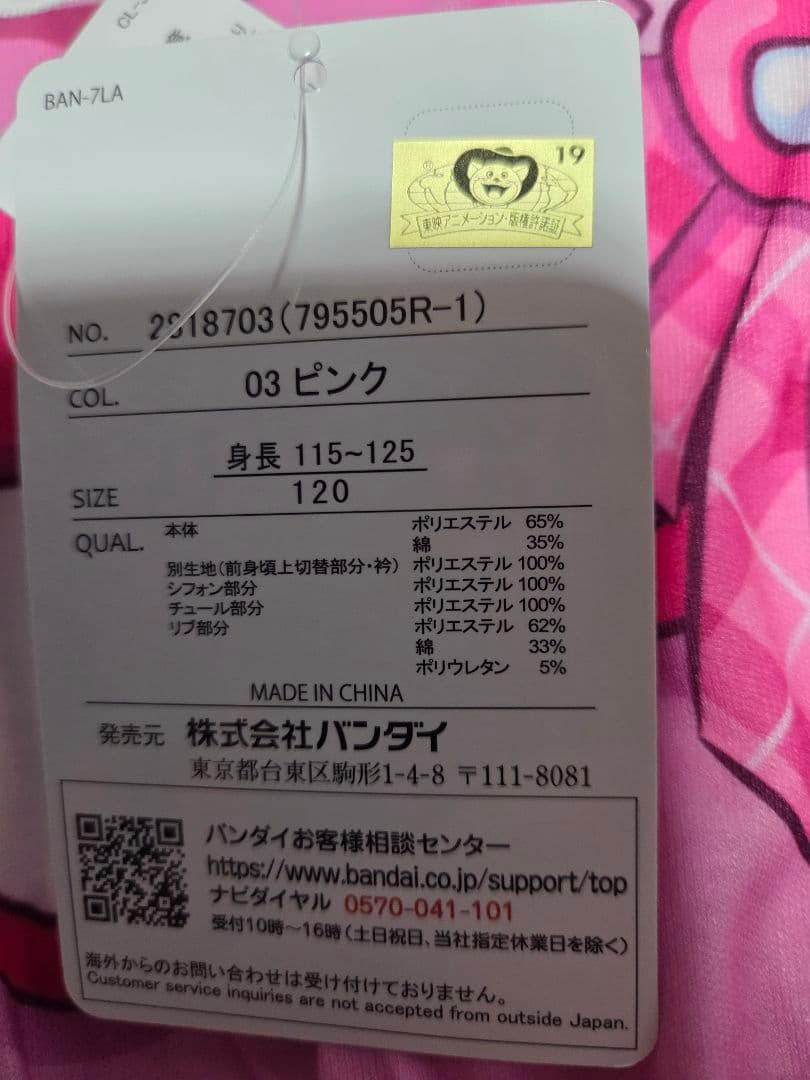 BAN-7LA
19
東映アニメーション・版権許諾証
NO. 2818703(795505R-1)
COL. 03 ピンク
身長 115~125
SIZE 120
QUAL. 本体 ポリエステル 65%
綿 35%
別生地(前身頃上切替部分・衿) ポリエステル 100%
シフォン部分 ポリエステル 100%
チュール部分 ポリエステル 100%
リブ部分 ポリエステル 62%
綿 33%
ポリウレタン 5%
MADE IN CHINA
発売元 株式会社バンダイ
東京都台東区駒形1-4-8 〒111-8081
バンダイお客様相談センター
https://www.bandai.co.jp/support/top
ナビダイヤル 0570-041-101
受付10時～16時(土日祝日、当社指定休業日を除く)
海外からのお問い合わせは受け付けておりません。
Customer service inquiries are not accepted from outside Japan.